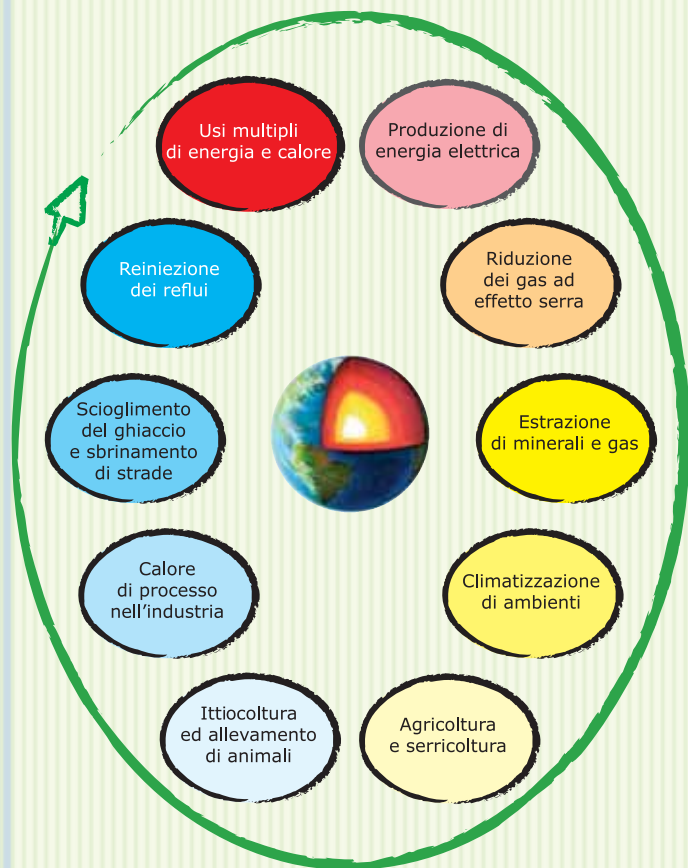 Usi multipli
di energia e calore
Produzione di
energia elettrica
Reiniezione
dei reflui
Riduzione
dei gas ad
effetto serra
Scioglimento
del ghiaccio
e sbrinamento
di strade
Estrazione
di minerali e gas
Calore
di processo
nell’industria
Climatizzazione
di ambienti
Ittiocoltura
ed allevamento
di animali
Agricoltura
e serricoltura